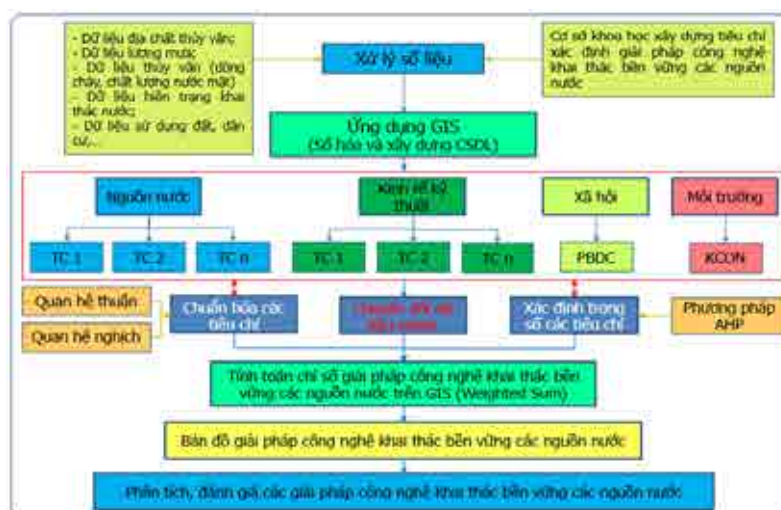 - Dữ liệu địa chất thủy văn;
- Dữ liệu lượng mưa;
- Dữ liệu thủy văn (dòng
chảy, chất lượng nước mặt)
- Dữ liệu hiện trạng khai
thác nước;
- Dữ liệu sử dụng đất, dân
cư,...
Xử lý số liệu
Cơ sở khoa học xây dựng tiêu chí
xác định giải pháp công nghệ
khai thác bền vững các nguồn
nước
Ứng dụng GIS
(Số hóa và xây dựng CSDL)
Nguồn nước
Kinh tế kỹ
thuật
Xã hội
Môi trường
TC 1
TC 2
TC n
TC 1
TC 2
TC n
PBDC
KCON
Quan hệ thuận
Quan hệ nghịch
Chuẩn hóa các
tiêu chí
Chuyển đổi
Xác định trọng
số các tiêu chí
Phương pháp
AHP
Tính toán chỉ số giải pháp công nghệ khai thác bền
vững các nguồn nước trên GIS (Weighted Sum)
Bản đồ giải pháp công nghệ khai thác bền vững các nguồn nước
Phân tích, đánh giá các giải pháp công nghệ khai thác bền vững các nguồn nước